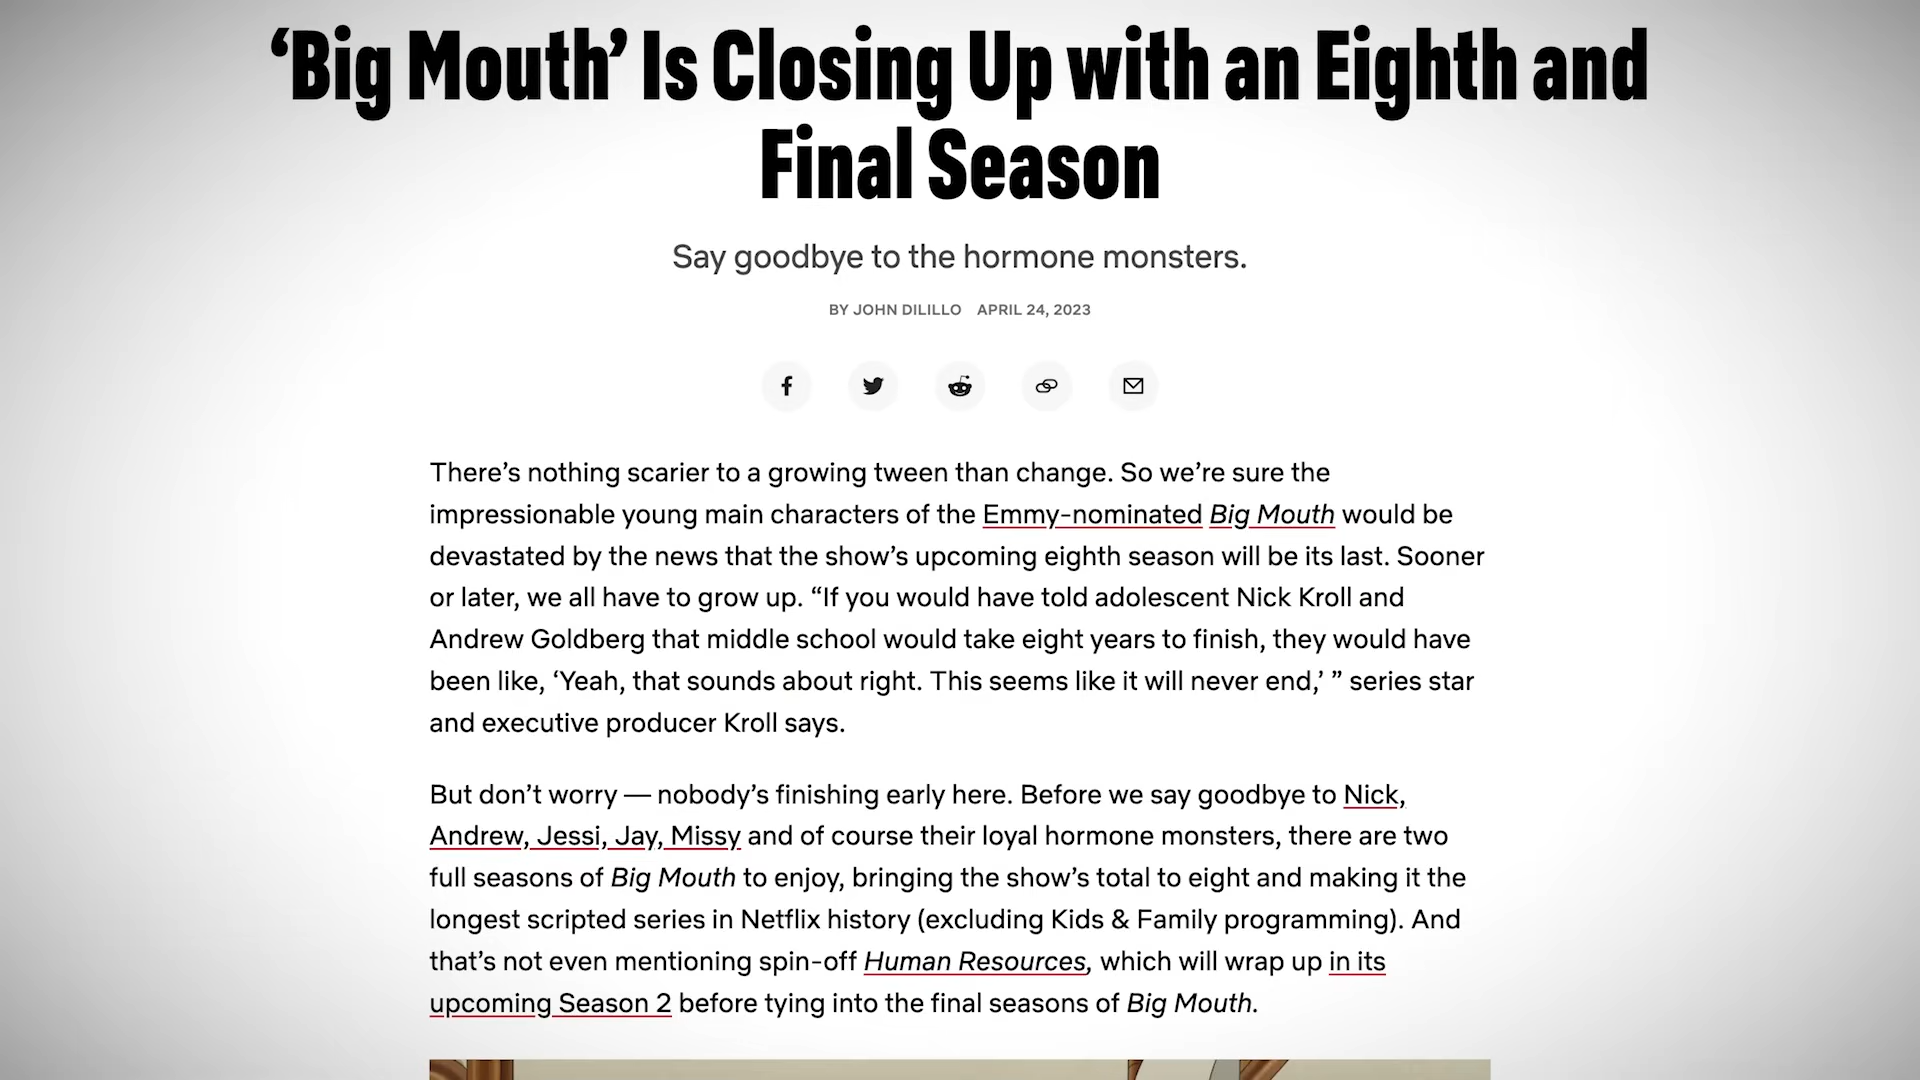 ‘Big Mouth’ Is Closing Up with an Eighth and
Final Season
Say goodbye to the hormone monsters.
BY JOHN DILILLO APRIL 24, 2023
There’s nothing scarier to a growing tween than change. So we’re sure the
impressionable young main characters of the Emmy-nominated Big Mouth would be
devastated by the news that the show’s upcoming eighth season will be its last. Sooner
or later, we all have to grow up. “If you would have told adolescent Nick Kroll and
Andrew Goldberg that middle school would take eight years to finish, they would have
been like, ‘Yeah, that sounds about right. This seems like it will never end,’ ” series star
and executive producer Kroll says.
But don’t worry — nobody’s finishing early here. Before we say goodbye to Nick,
Andrew, Jessi, Jay, Missy and of course their loyal hormone monsters, there are two
full seasons of Big Mouth to enjoy, bringing the show’s total to eight and making it the
longest scripted series in Netflix history (excluding Kids & Family programming). And
that’s not even mentioning spin-off Human Resources, which will wrap up in its
upcoming Season 2 before tying into the final seasons of Big Mouth.